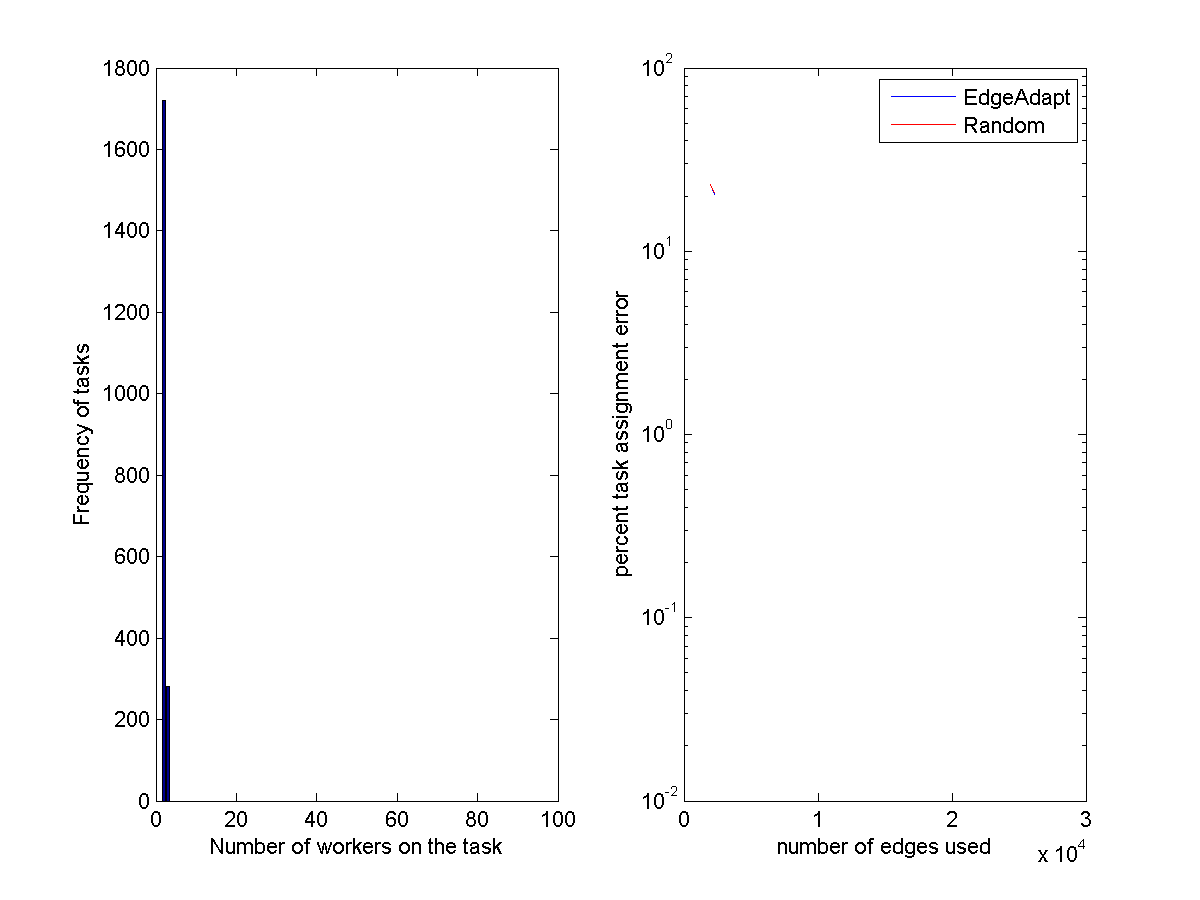 1800
1600
1400
1200
1000
800
600
400
200
0
0 20 40 60 80 100
Number of workers on the task
Frequency of tasks
10^2
10^1
10^0
10^-1
10^-2
0 1 2 3
x 10^4
number of edges used
percent task assignment error
EdgeAdapt
Random